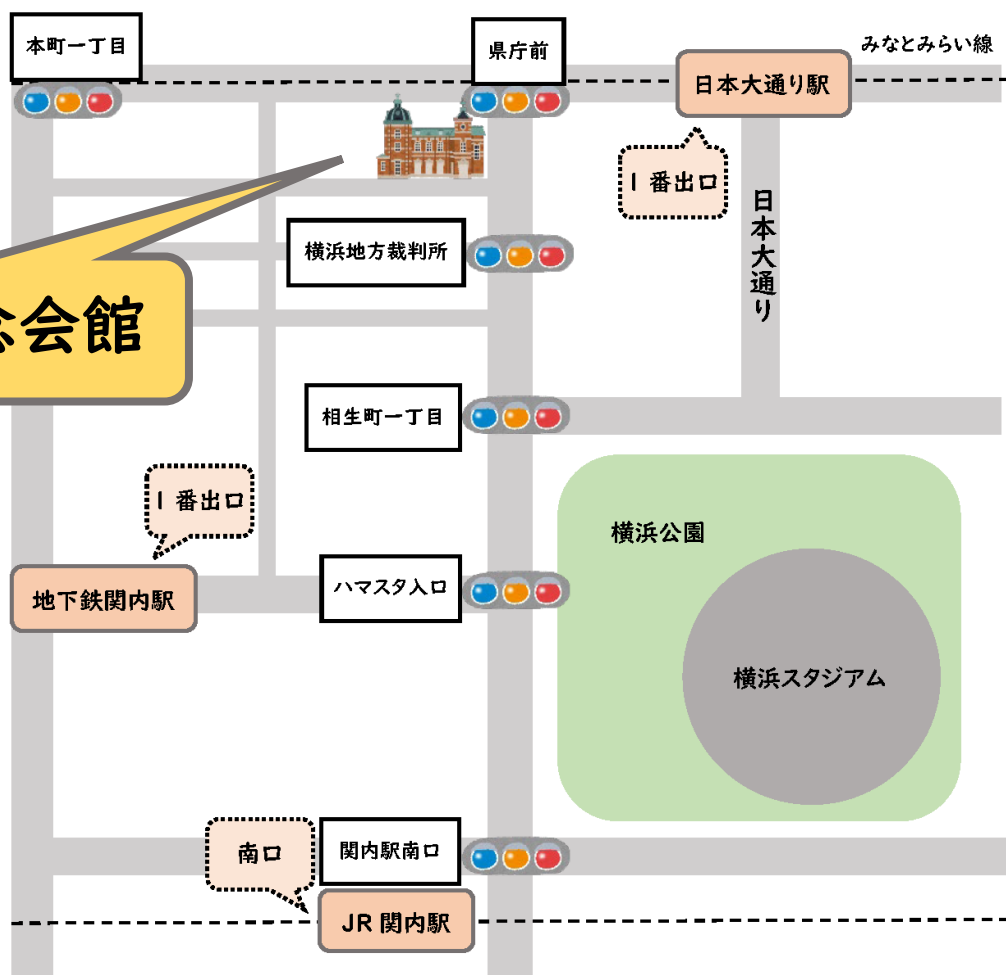 本町一丁目
県庁前
みなとみらい線
日本大通り駅
1番出口
日本大通り
横浜地方裁判所
会館
相生町一丁目
1番出口
横浜公園
地下鉄関内駅
ハマスタ入口
横浜スタジアム
南口
関内駅南口
JR関内駅